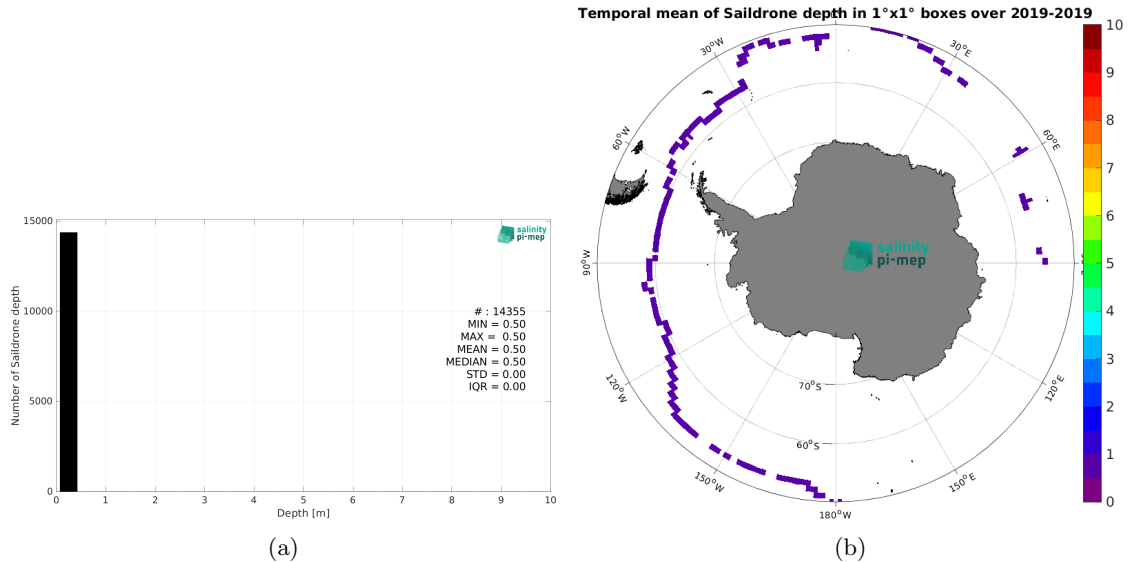 15000
10000
5000
0
Number of Saildrone depth
salinity
pi-mep
# : 14355
MIN = 0.50
MAX = 0.50
MEAN = 0.50
MEDIAN = 0.50
STD = 0.00
IQR = 0.00
0 1 2 3 4 5 6 7 8 9 10
Depth [m]
(a)
Temporal mean of Saildrone depth in 1°x1° boxes over 2019-2019
30°W
30°E
60°W
60°E
90°W
salinity
pi-mep
120°W
120°E
70°S
60°S
150°W
150°E
180°W
10
9
8
7
6
5
4
3
2
1
0
(b)